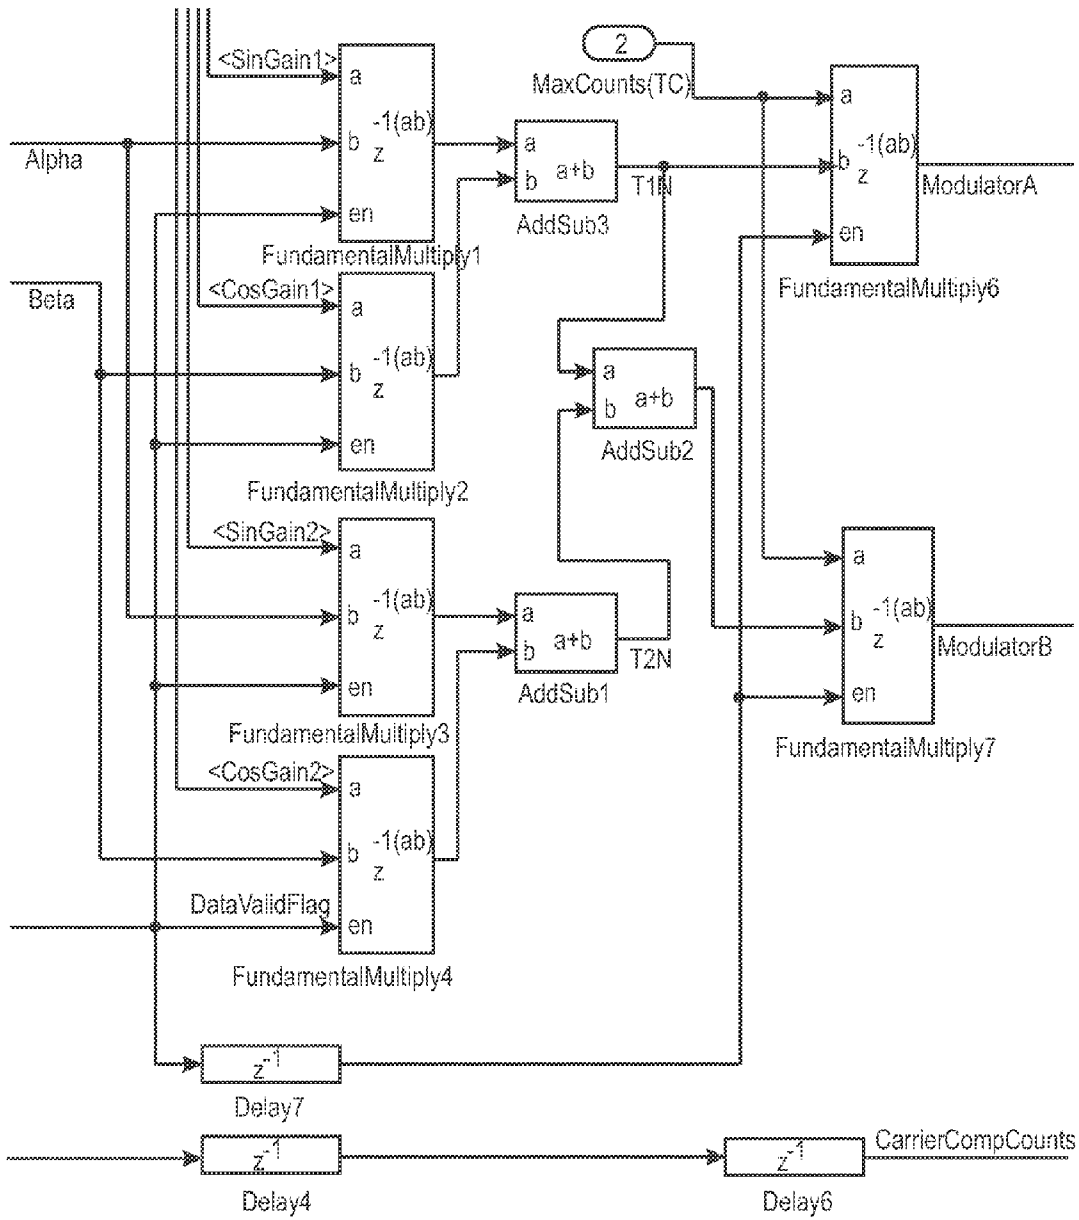 <SinGain1>
a
-1(ab)
b
z
en
FundamentalMultiply1
Alpha
2
MaxCounts(TC)
a
b
a+b
AddSub3
T1N
a
-1(ab)
b
z
en
FundamentalMultiply6
ModulatorA
Beta
<CosGain1>
a
-1(ab)
b
z
en
FundamentalMultiply2
a
b
a+b
AddSub2
<SinGain2>
a
-1(ab)
b
z
en
FundamentalMultiply3
a
b
a+b
AddSub1
T2N
a
-1(ab)
b
z
en
FundamentalMultiply7
ModulatorB
<CosGain2>
a
-1(ab)
b
z
en
FundamentalMultiply4
DataValidFlag
z-1
Delay7
z-1
Delay4
z-1
Delay6
CarrierCompCounts